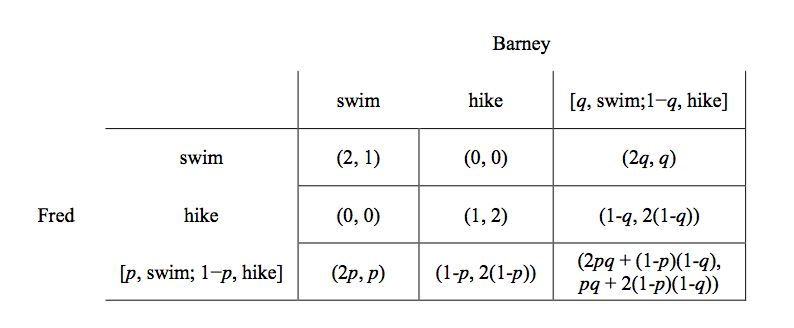 Barney
swim hike [q, swim;1−q, hike]
swim (2, 1) (0, 0) (2q, q)
Fred hike (0, 0) (1, 2) (1-q, 2(1-q))
[p, swim; 1−p, hike] (2p, p) (1-p, 2(1-p)) (2pq + (1-p)(1-q),
pq + 2(1-p)(1-q))